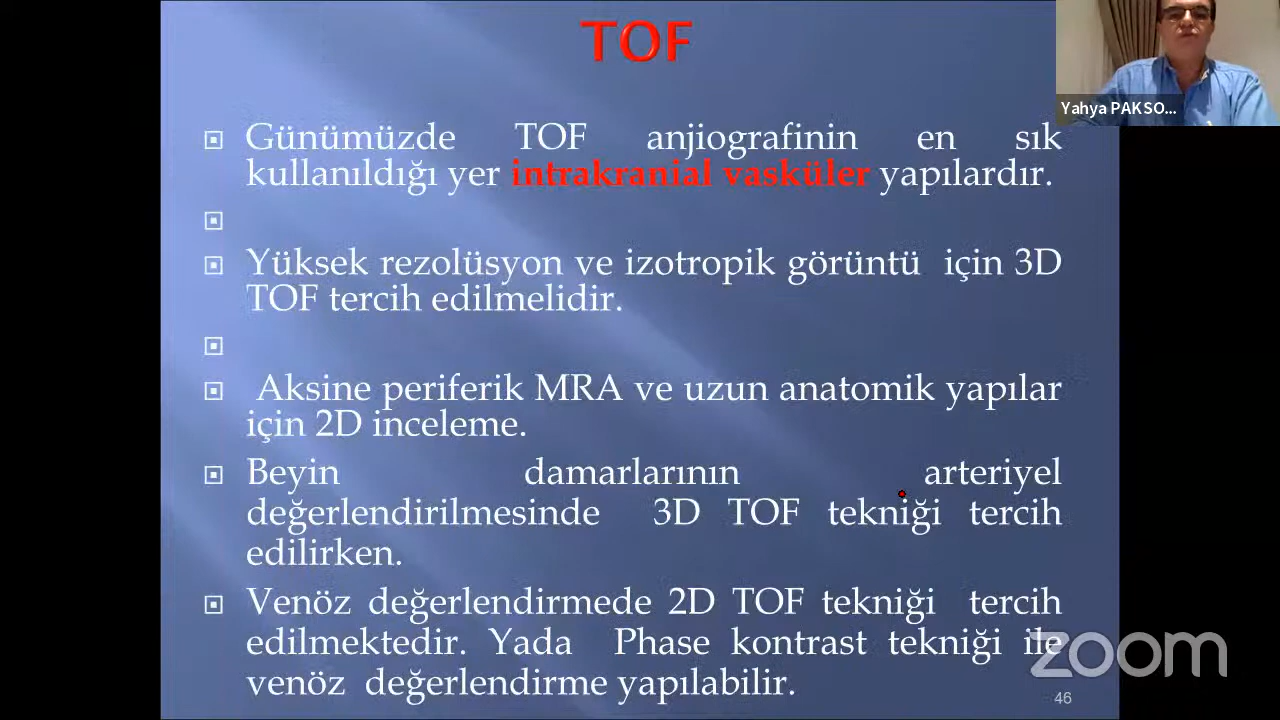 TOF
Yahya PAKSO...
Günümüzde TOF anjiografinin en sık
kullanıldığı yer intrakranial vasküler yapılardır.
Yüksek rezolüsyon ve izotropik görüntü için 3D
TOF tercih edilmelidir.
Aksine periferik MRA ve uzun anatomik yapılar
için 2D inceleme.
Beyin damarlarının arteriyel
değerlendirilmesinde 3D TOF tekniği tercih
edilirken.
Venöz değerlendirmede 2D TOF tekniği tercih
edilmektedir. Yada Phase kontrast tekniği ile
venöz değerlendirme yapılabilir.
zoom
46